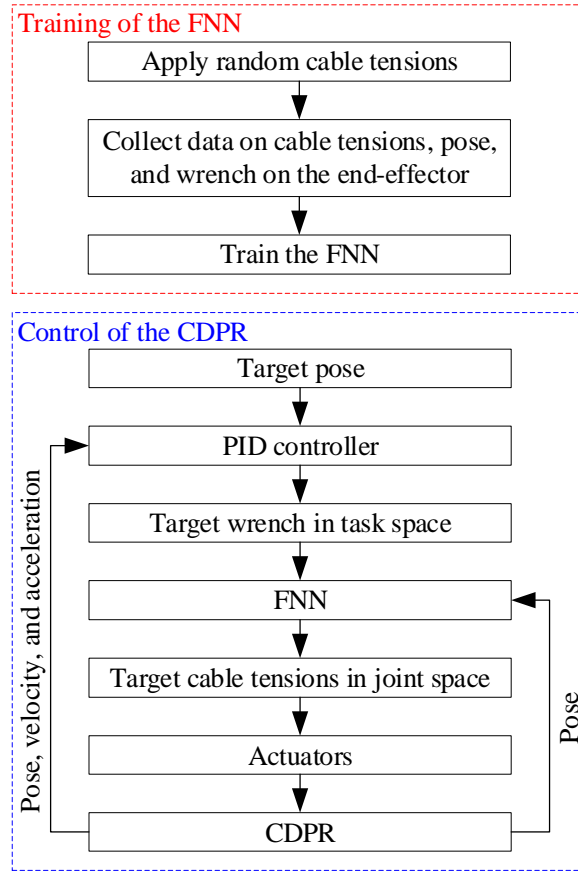 Training of the FNN
Apply random cable tensions
Collect data on cable tensions, pose,
and wrench on the end-effector
Train the FNN
Control of the CDPR
Target pose
PID controller
Target wrench in task space
FNN
Target cable tensions in joint space
Actuators
CDPR
Pose, velocity, and acceleration
Pose